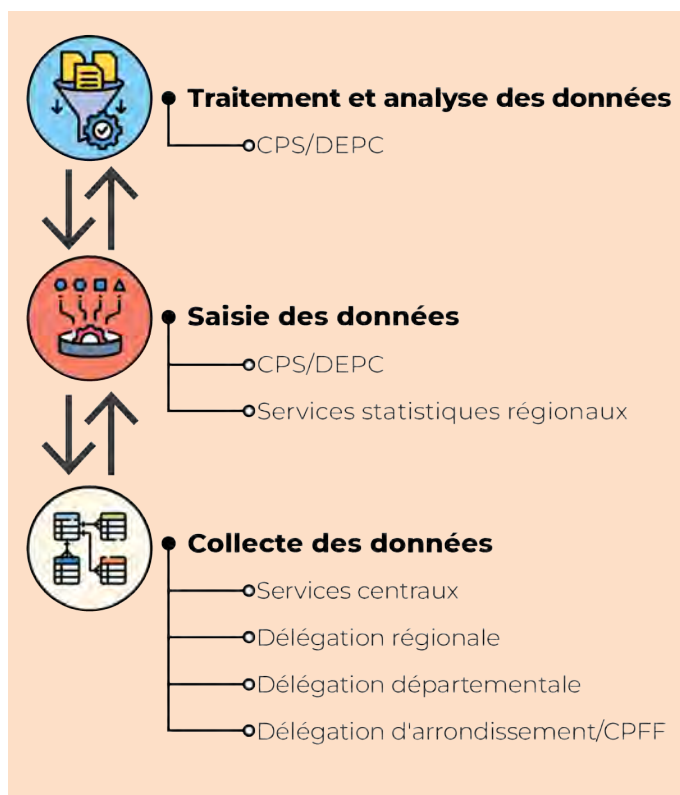 Traitement et analyse des données
CPS/DEPC
Saisie des données
CPS/DEPC
Services statistiques régionaux
Collecte des données
Services centraux
Délégation régionale
Délégation départementale
Délégation d'arrondissement/CPFF